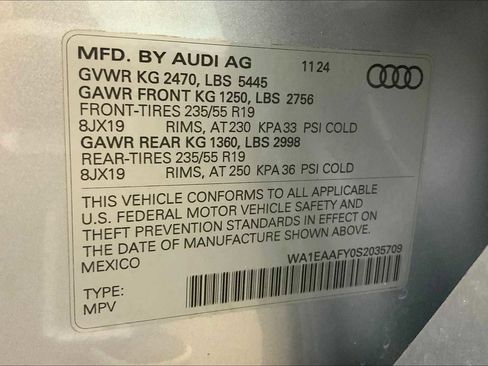 MFD. BY AUDI AG 11 24
GVWR KG 2470, LBS 5445
GAWR FRONT KG 1250, LBS 2756
FRONT-TIRES 235/55 R19
8JX19 RIMS, AT 230 KPA 33 PSI COLD
GAWR REAR KG 1360, LBS 2998
REAR-TIRES 235/55 R19
8JX19 RIMS, AT 250 KPA 36 PSI COLD
THIS VEHICLE CONFORMS TO ALL APPLICABLE
U.S. FEDERAL MOTOR VEHICLE SAFETY AND
THEFT PREVENTION STANDARDS IN EFFECT ON
THE DATE OF MANUFACTURE SHOWN ABOVE.
MEXICO
WA1EAAFY0S2035709
TYPE:
MPV